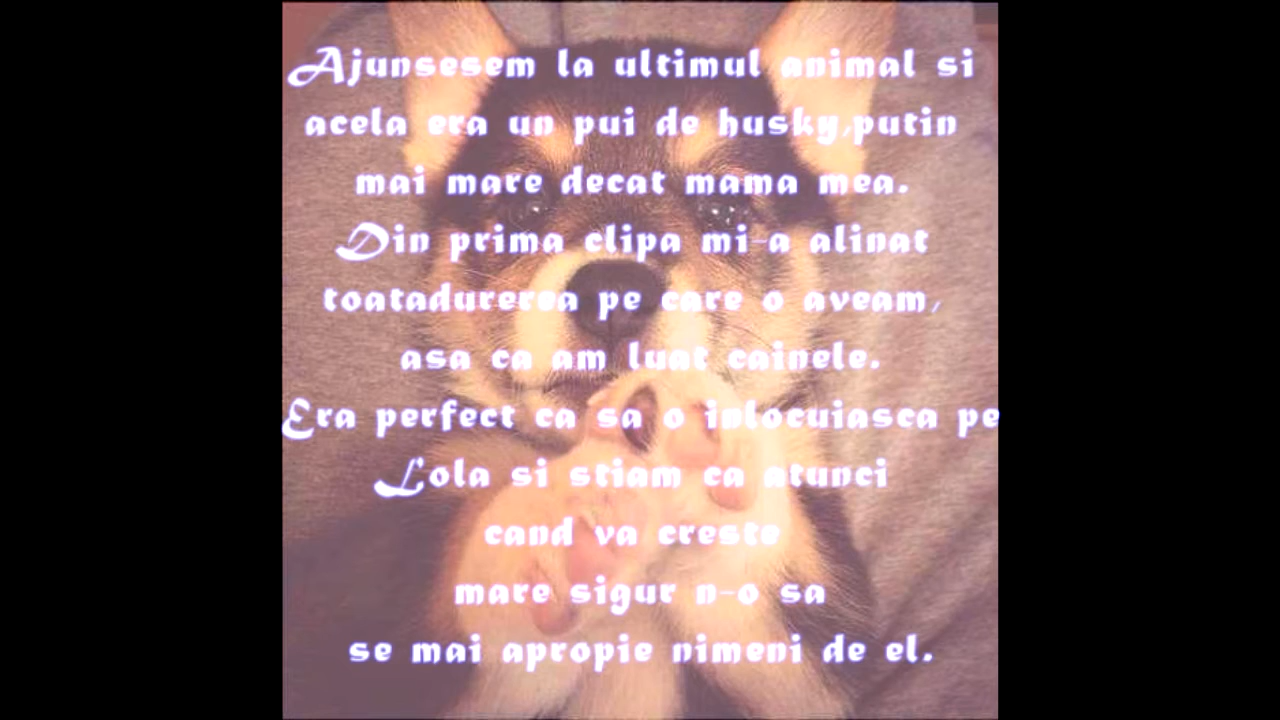 Ajunsesem la ultimul animal si
acela era un pui de husky,putin
mai mare decat mama mea.
Din prima clipa mi-a alinat
toatadurerea pe care o aveam,
asa ca am luat cainele.
Era perfect ca sa o inlocuiasca pe
Lola si stiam ca atunci
cand va creste
mare sigur n-o sa
se mai apropie nimeni de el.